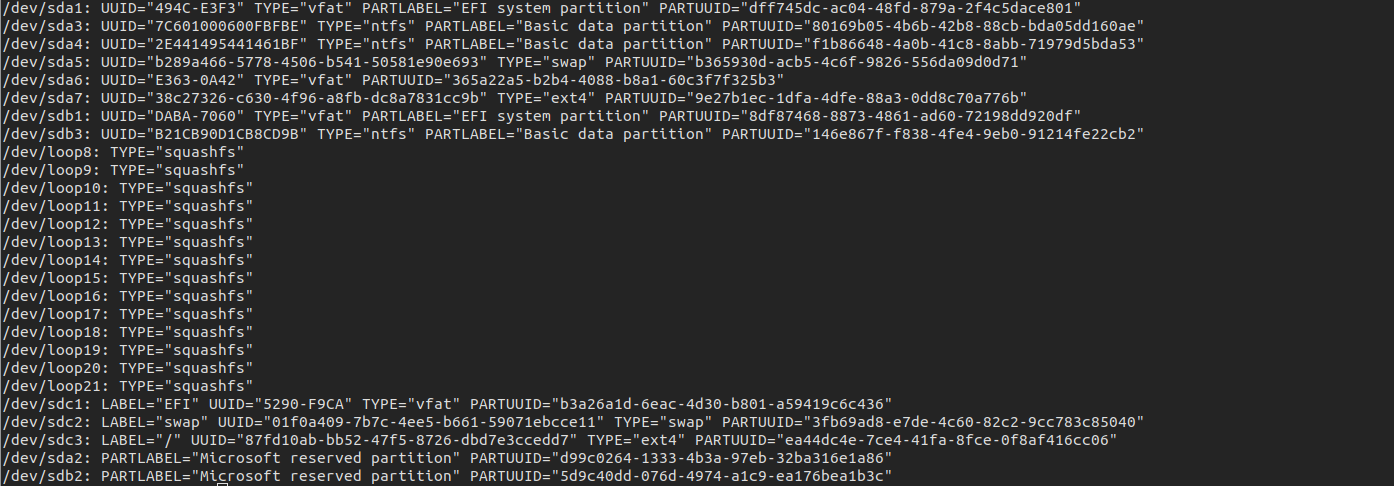 /dev/sda1: UUID="494C-E3F3" TYPE="vfat" PARTLABEL="EFI system partition" PARTUUID="dff745dc-ac04-48fd-879a-2f4c5dace801"
/dev/sda3: UUID="7C601000600FBFBE" TYPE="ntfs" PARTLABEL="Basic data partition" PARTUUID="80169b05-4b6b-42b8-88cb-bda05dd160ae"
/dev/sda4: UUID="2E441495441461BF" TYPE="ntfs" PARTLABEL="Basic data partition" PARTUUID="f1b86648-4a0b-41c8-8abb-71979d5bda53"
/dev/sda5: UUID="b289a466-5778-4506-b541-50581e90e693" TYPE="swap" PARTUUID="b365930d-acb5-4c6f-9826-556da09d0d71"
/dev/sda6: UUID="E363-0A42" TYPE="vfat" PARTUUID="365a22a5-b2b4-4088-b8a1-60c3f7f325b3"
/dev/sda7: UUID="38c27326-c630-4f96-a8fb-dc8a7831cc9b" TYPE="ext4" PARTUUID="9e27b1ec-1dfa-4dfe-88a3-0dd8c70a776b"
/dev/sdb1: UUID="DABA-7060" TYPE="vfat" PARTLABEL="EFI system partition" PARTUUID="8df87468-8873-4861-ad60-72198dd920df"
/dev/sdb3: UUID="B21CB90D1CB8CD9B" TYPE="ntfs" PARTLABEL="Basic data partition" PARTUUID="146e867f-f838-4fe4-9eb0-91214fe22cb2"
/dev/loop8: TYPE="squashfs"
/dev/loop9: TYPE="squashfs"
/dev/loop10: TYPE="squashfs"
/dev/loop11: TYPE="squashfs"
/dev/loop12: TYPE="squashfs"
/dev/loop13: TYPE="squashfs"
/dev/loop14: TYPE="squashfs"
/dev/loop15: TYPE="squashfs"
/dev/loop16: TYPE="squashfs"
/dev/loop17: TYPE="squashfs"
/dev/loop18: TYPE="squashfs"
/dev/loop19: TYPE="squashfs"
/dev/loop20: TYPE="squashfs"
/dev/loop21: TYPE="squashfs"
/dev/sdc1: LABEL="EFI" UUID="5290-F9CA" TYPE="vfat" PARTUUID="b3a26a1d-6eac-4d30-b801-a59419c6c436"
/dev/sdc2: LABEL="swap" UUID="01f0a409-7b7c-4ee5-b661-59071ebcce11" TYPE="swap" PARTUUID="3fb69ad8-e7de-4c60-82c2-9cc783c85040"
/dev/sdc3: LABEL="/" UUID="87fd10ab-bb52-47f5-8726-dbd7e3ccedd7" TYPE="ext4" PARTUUID="ea44dc4e-7ce4-41fa-8fce-0f8af416cc06"
/dev/sda2: PARTLABEL="Microsoft reserved partition" PARTUUID="d99c0264-1333-4b3a-97eb-32ba316e1a86"
/dev/sdb2: PARTLABEL="Microsoft reserved partition" PARTUUID="5d9c40dd-076d-4974-a1c9-ea176bea1b3c"